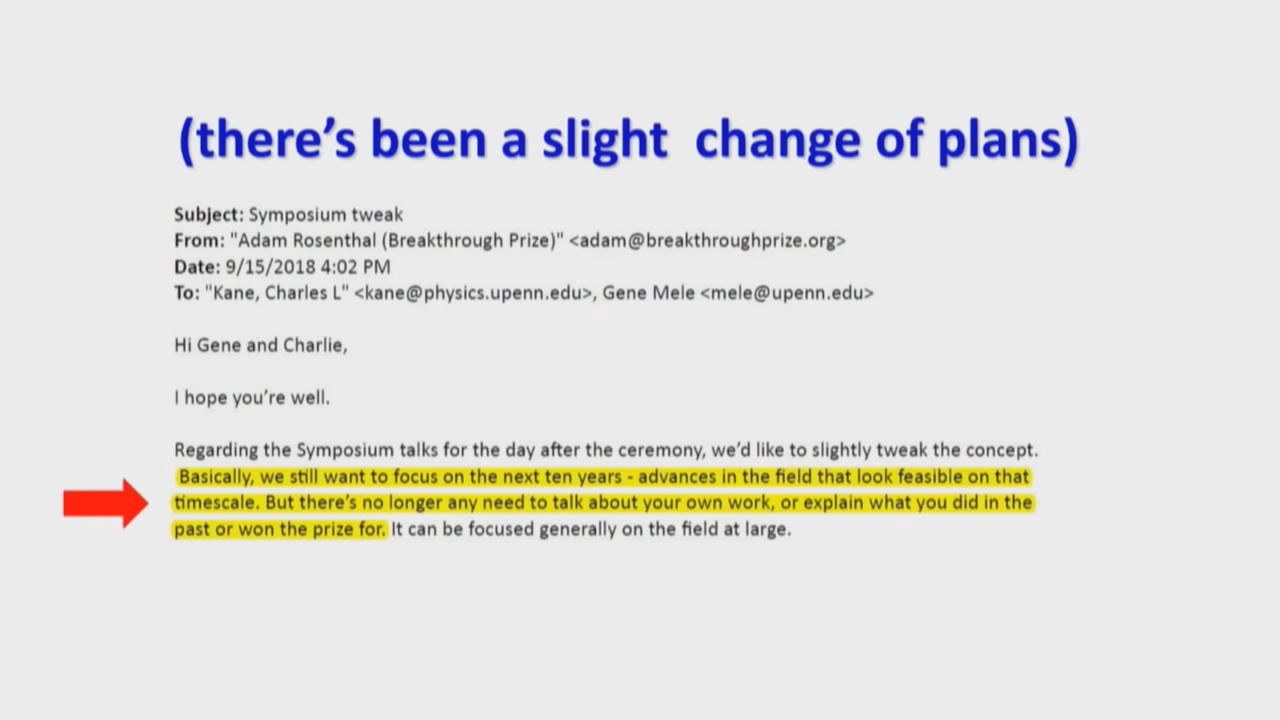 (there's been a slight change of plans)
Subject: Symposium tweak
From: "Adam Rosenthal (Breakthrough Prize)" <adam@breakthroughprize.org>
Date: 9/15/2018 4:02 PM
To: "Kane, Charles L" <kane@physics.upenn.edu>, Gene Mele <mele@upenn.edu>
Hi Gene and Charlie,
I hope you're well.
Regarding the Symposium talks for the day after the ceremony, we'd like to slightly tweak the concept.
Basically, we still want to focus on the next ten years - advances in the field that look feasible on that
timescale. But there's no longer any need to talk about your own work, or explain what you did in the
past or won the prize for. It can be focused generally on the field at large.